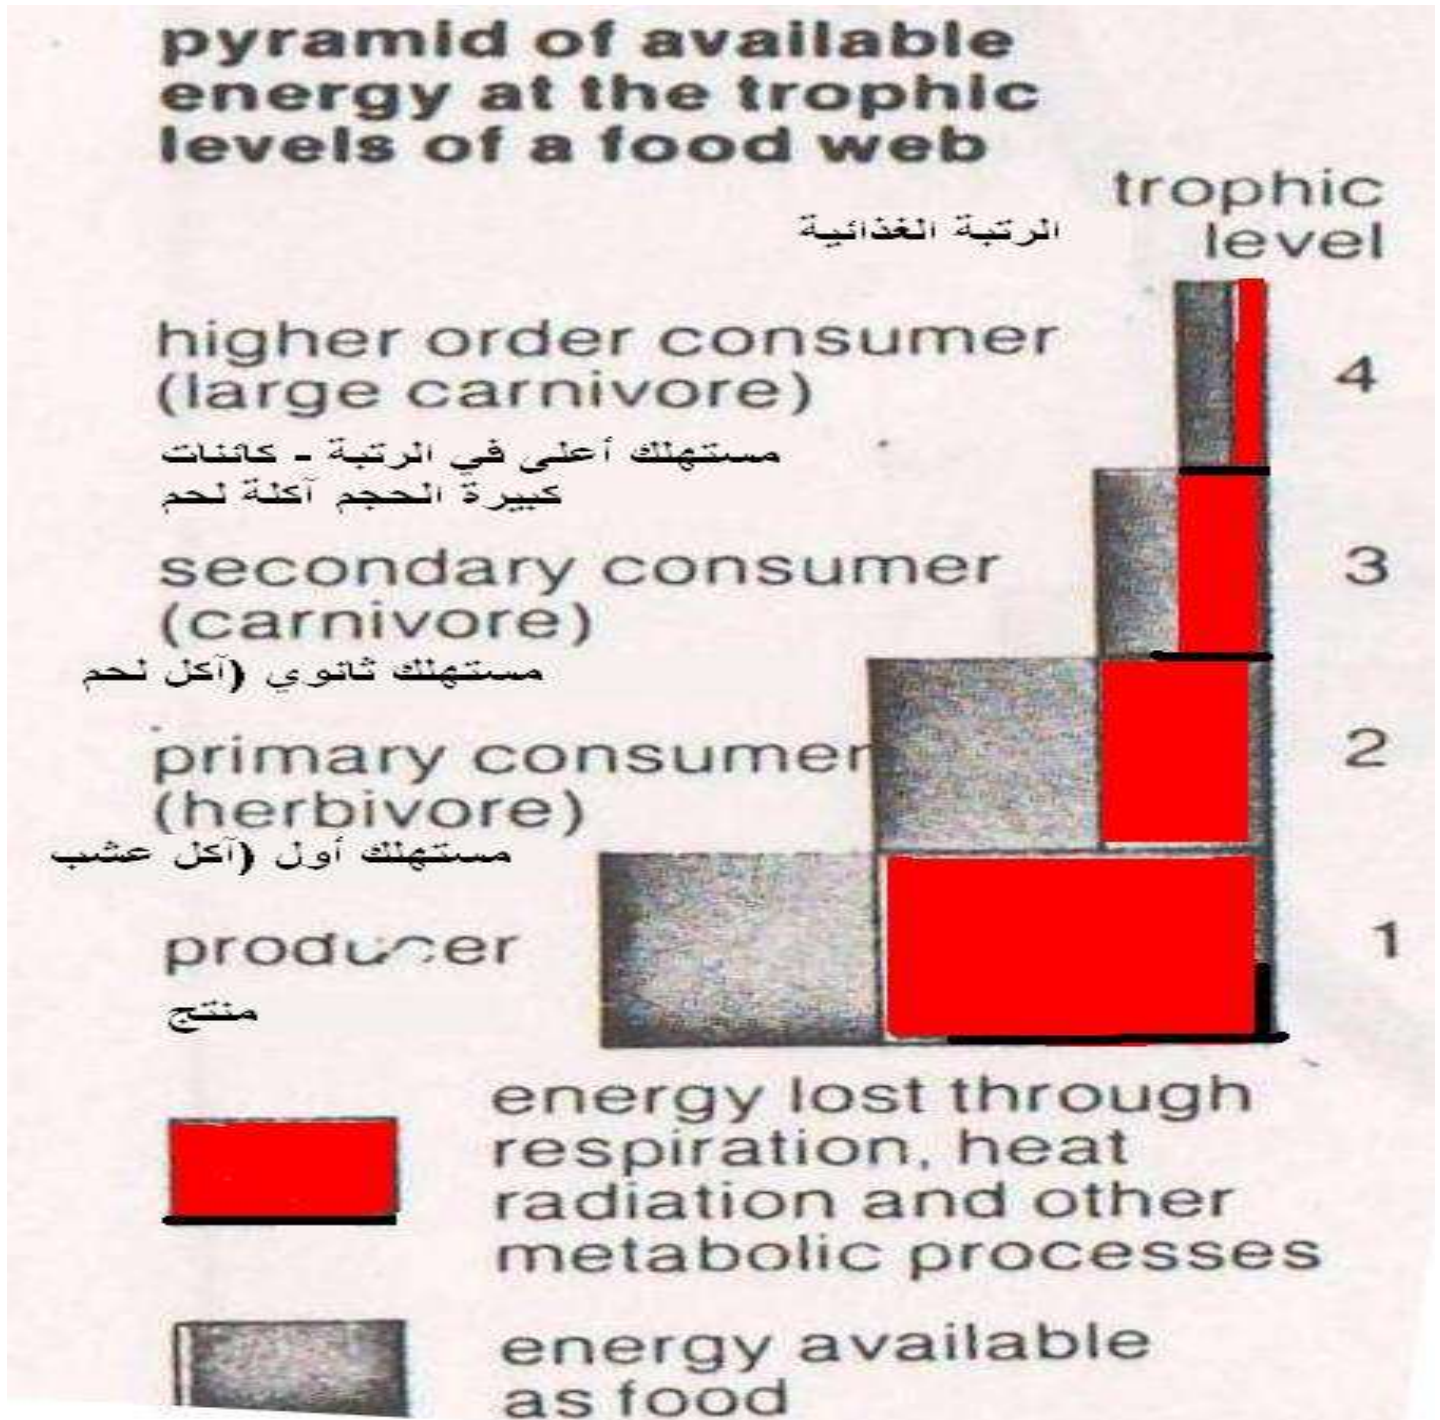 pyramid of available
energy at the trophic
levels of a food web
trophic
level
الرتبة الغذائية
higher order consumer
(large carnivore)
4
مستهلك أعلى في الرتبة - كائنات
كبيرة الحجم آكلة لحم
secondary consumer
(carnivore)
3
مستهلك ثانوي (آكل لحم
primary consumer
(herbivore)
2
مستهلك أول (آكل عشب
producer
1
منتج
energy lost through
respiration, heat
radiation and other
metabolic processes
energy available
as food